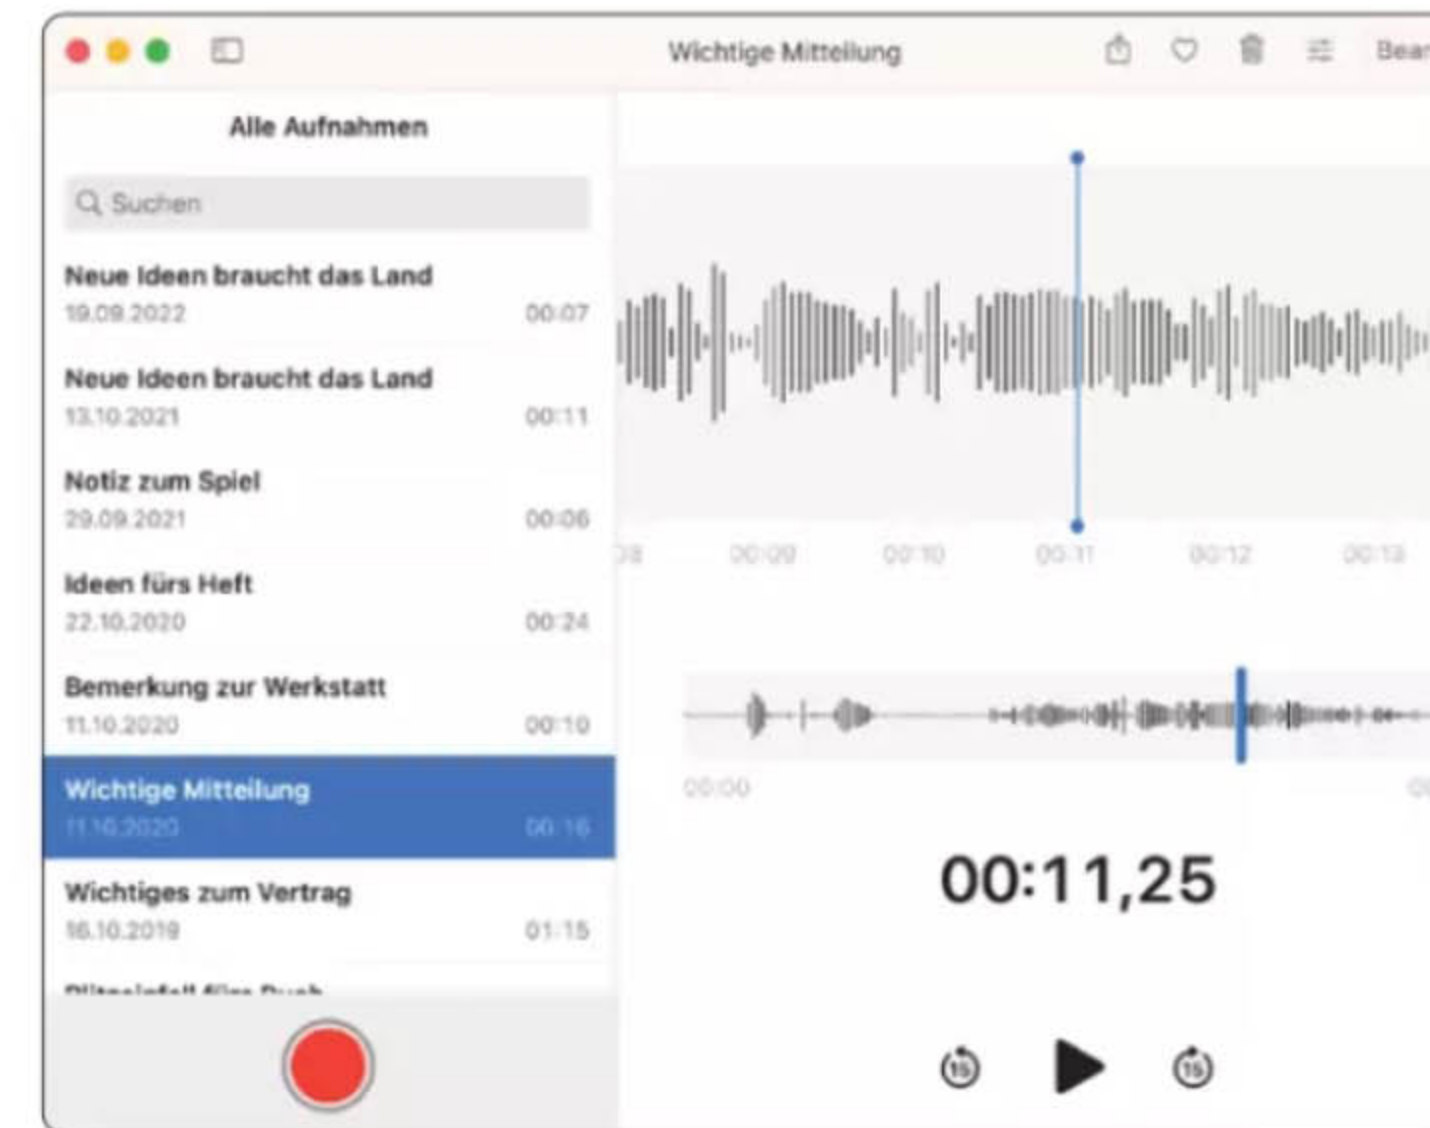 Wichtige Mitteilung
Alle Aufnahmen
Suchen
Neue Ideen braucht das Land
19.09.2022 00:07
Neue Ideen braucht das Land
13.10.2021 00:11
Notiz zum Spiel
29.09.2021 00:06
Ideen fürs Heft
22.10.2020 00:24
Bemerkung zur Werkstatt
11.10.2020 00:10
Wichtige Mitteilung
11.10.2020 00:16
Wichtiges zum Vertrag
16.10.2019 01:15
00:09 00:10 00:11 00:12 00:13
00:00
00:11,25
15 15